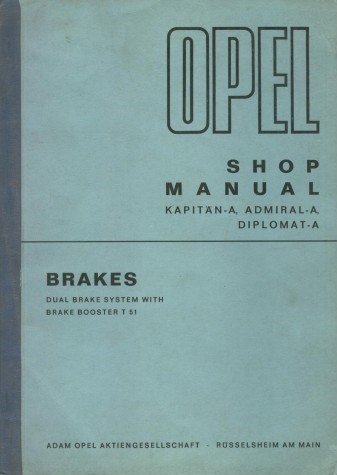 OPEL
SHOP
MANUAL
KAPITÄN-A, ADMIRAL-A,
DIPLOMAT-A
BRAKES
DUAL BRAKE SYSTEM WITH
BRAKE BOOSTER T 51
ADAM OPEL AKTIENGESELLSCHAFT - RÜSSELSHEIM AM MAIN